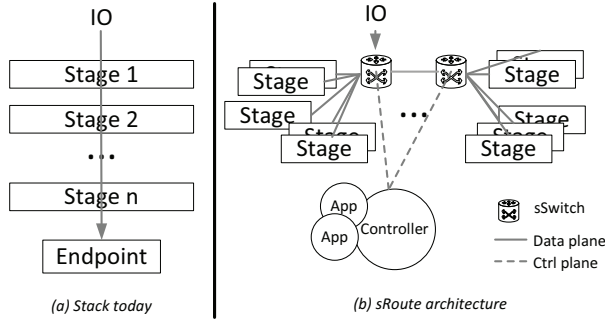 IO
Stage 1
Stage 2
...
Stage n
Endpoint
(a) Stack today
IO
Stage
Stage
Stage
Stage
Stage
Stage
Stage
...
App
App
Controller
sSwitch
Data plane
Ctrl plane
(b) sRoute architecture